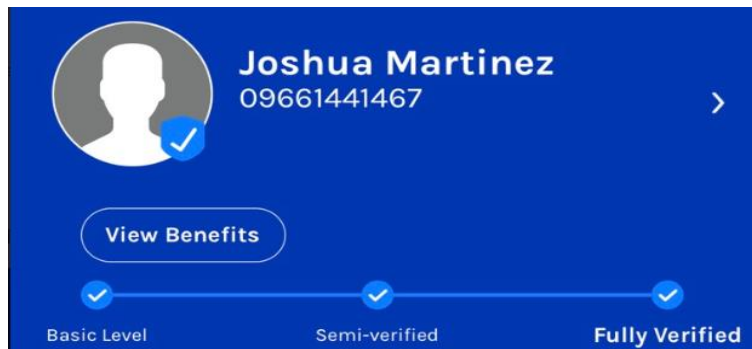 Joshua Martinez
09661441467
View Benefits
Basic Level
Semi-verified
Fully Verified